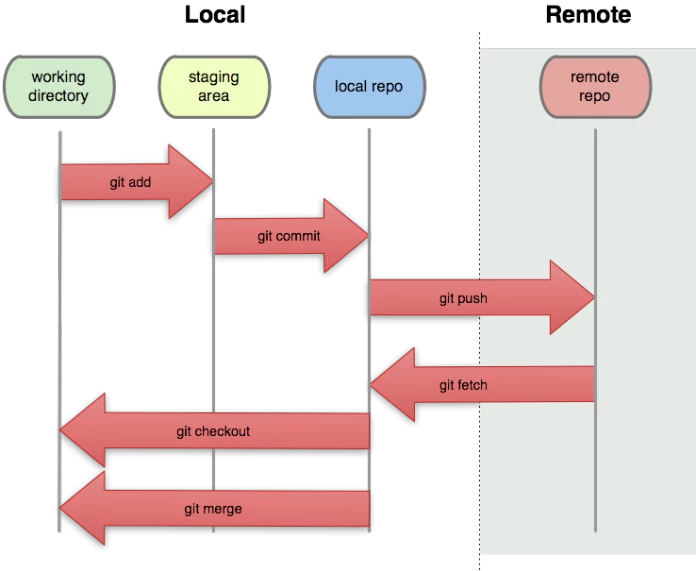 Local
Remote
working
directory
staging
area
local repo
remote
repo
git add
git commit
git push
git fetch
git checkout
git merge